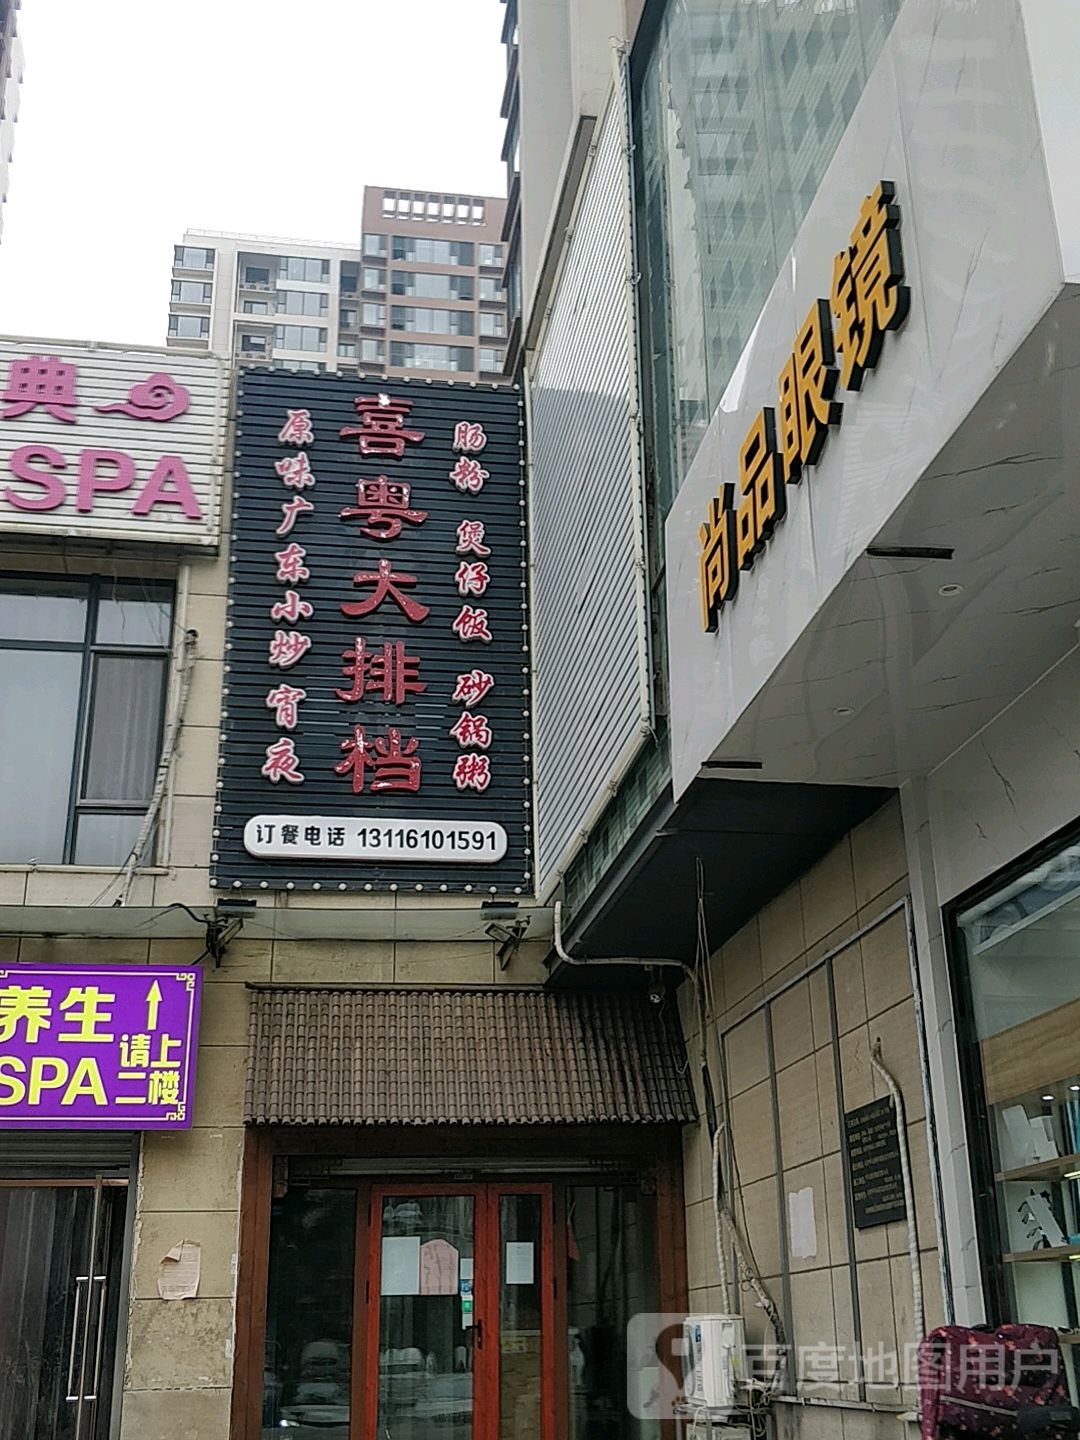 典
SPA
喜粤大排档
原味广东小炒 宵夜
肠粉 煲仔饭 砂锅粥
订餐电话 13116101591
尚品眼镜
养生
SPA
请上
二楼
百度地图用户